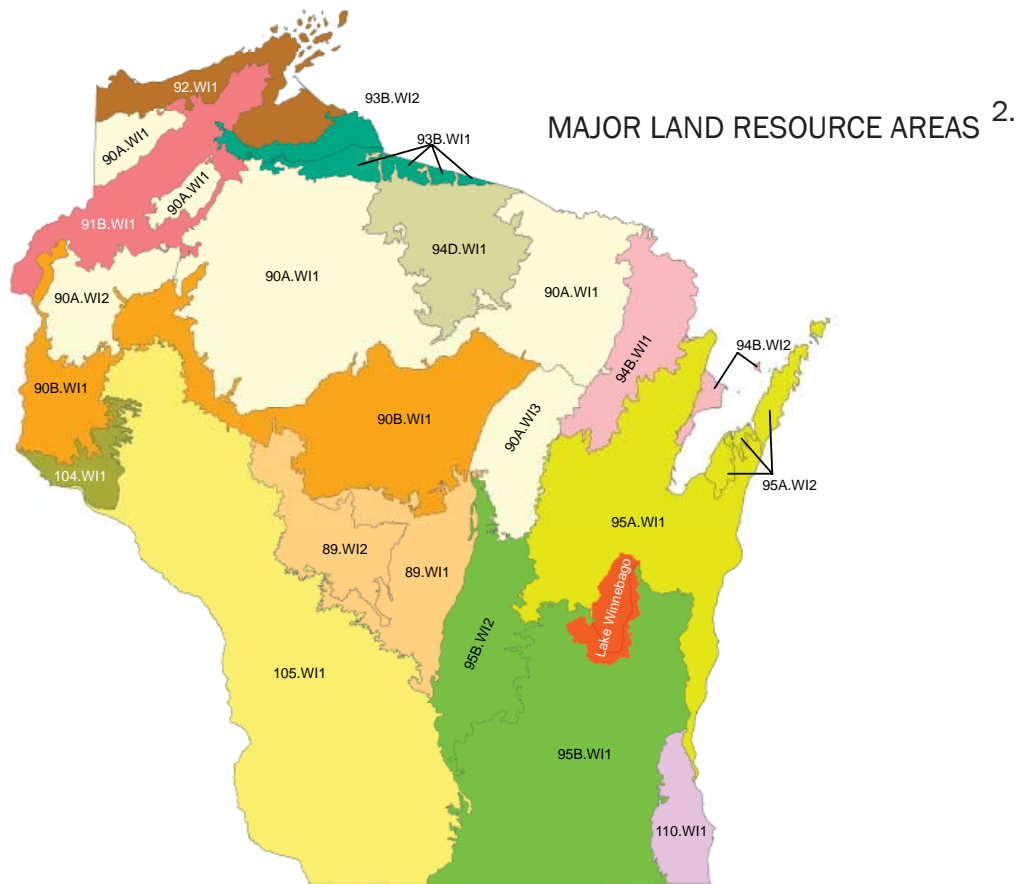 MAJOR LAND RESOURCE AREAS 2.
92.WI1
93B.WI2
90A.WI1
93B.WI1
90A.WI1
91B.WI1
94D.WI1
90A.WI1
90A.WI1
90A.WI2
94B.WI2
94B.WI1
90B.WI1
90B.WI1
90A.WI3
104.WI1
95A.WI2
95A.WI1
89.WI2
89.WI1
Lake Winnebago
95B.WI2
105.WI1
95B.WI1
110.WI1